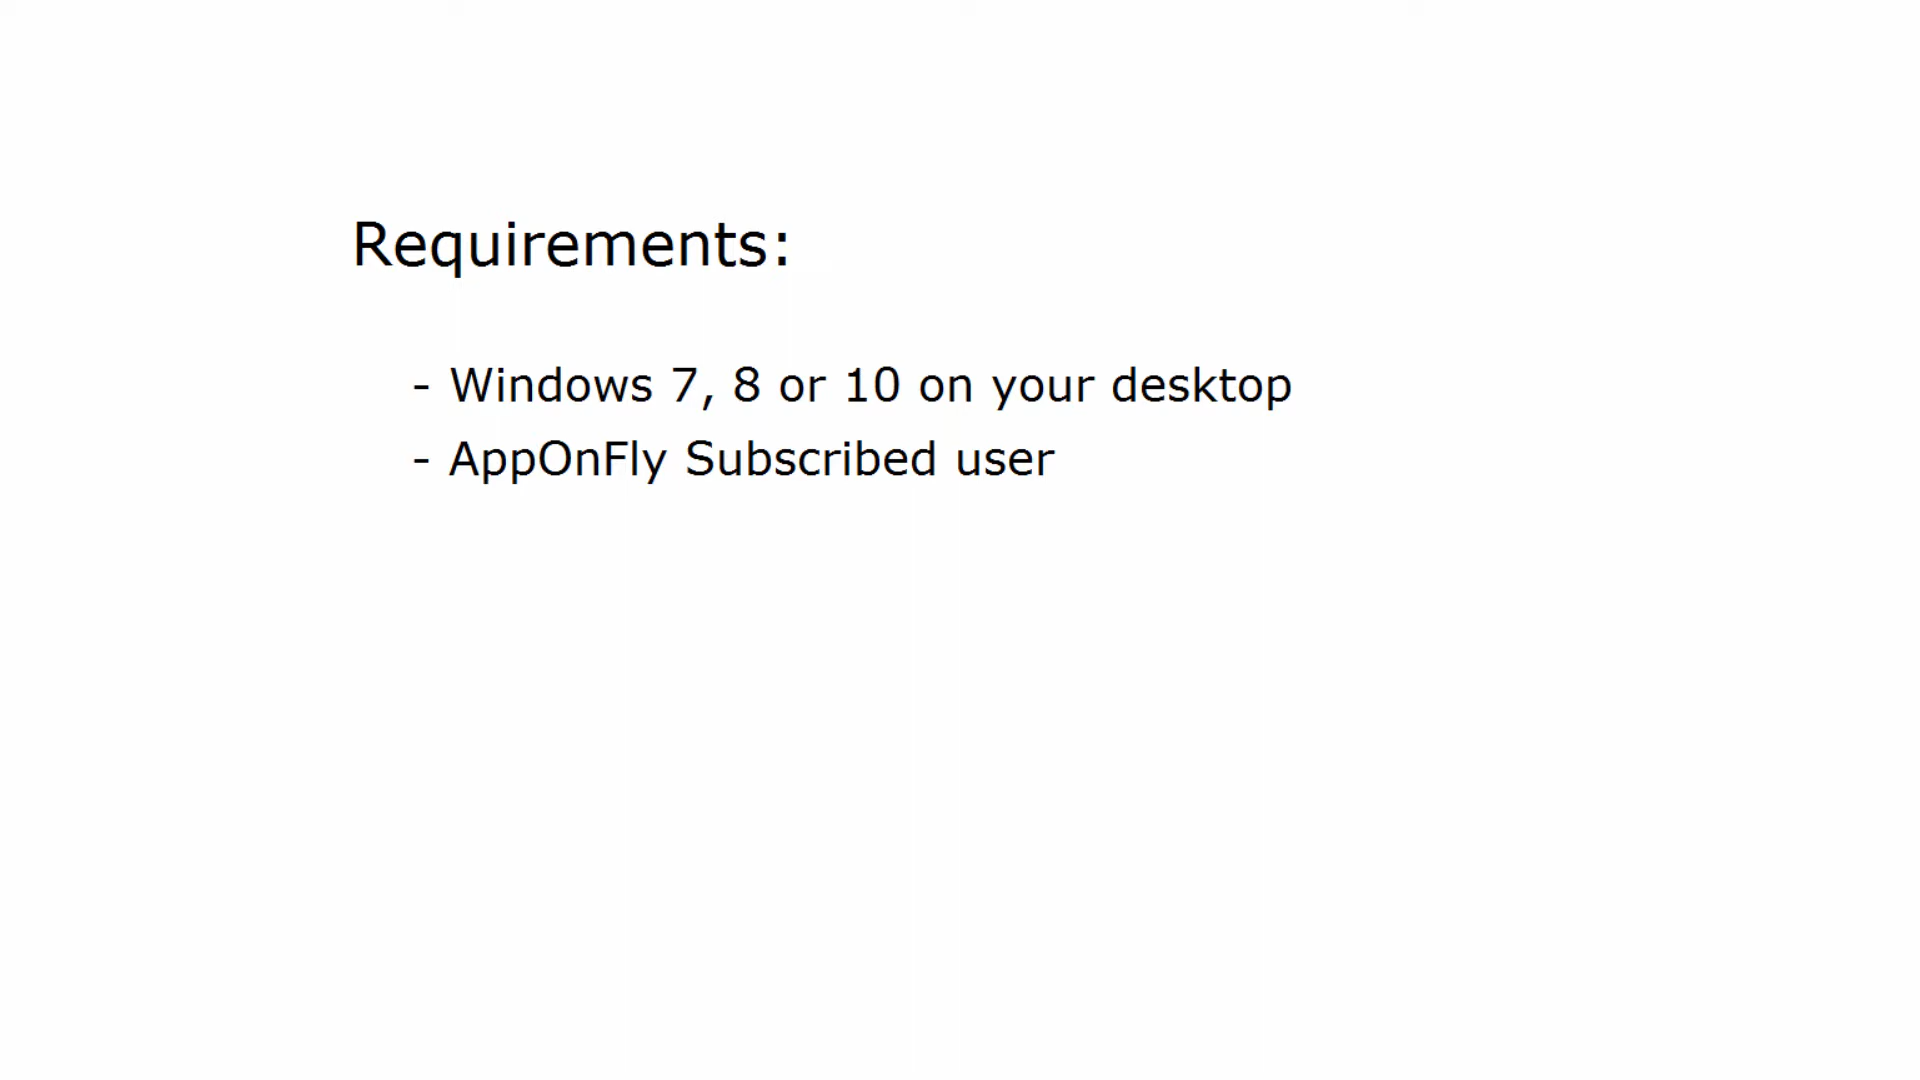 Requirements:
- Windows 7, 8 or 10 on your desktop
- AppOnFly Subscribed user